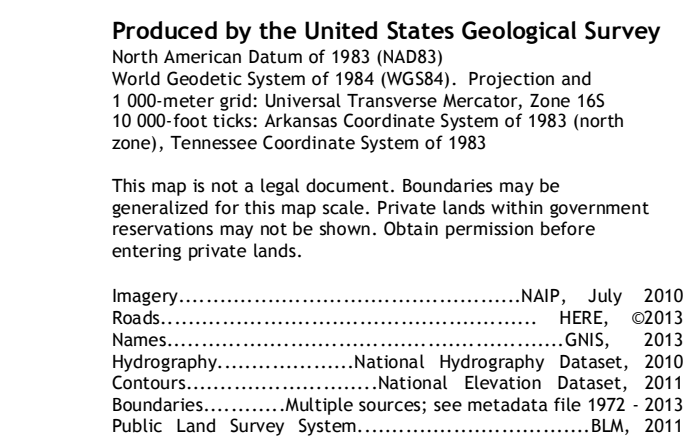 Produced by the United States Geological Survey
North American Datum of 1983 (NAD83)
World Geodetic System of 1984 (WGS84). Projection and
1 000-meter grid: Universal Transverse Mercator, Zone 16S
10 000-foot ticks: Arkansas Coordinate System of 1983 (north
zone), Tennessee Coordinate System of 1983
This map is not a legal document. Boundaries may be
generalized for this map scale. Private lands within government
reservations may not be shown. Obtain permission before
entering private lands.
Imagery..................................................NAIP, July 2010
Roads....................................................... HERE, ©2013
Names..........................................................GNIS, 2013
Hydrography....................National Hydrography Dataset, 2010
Contours............................National Elevation Dataset, 2011
Boundaries............Multiple sources; see metadata file 1972 - 2013
Public Land Survey System..................................BLM, 2011